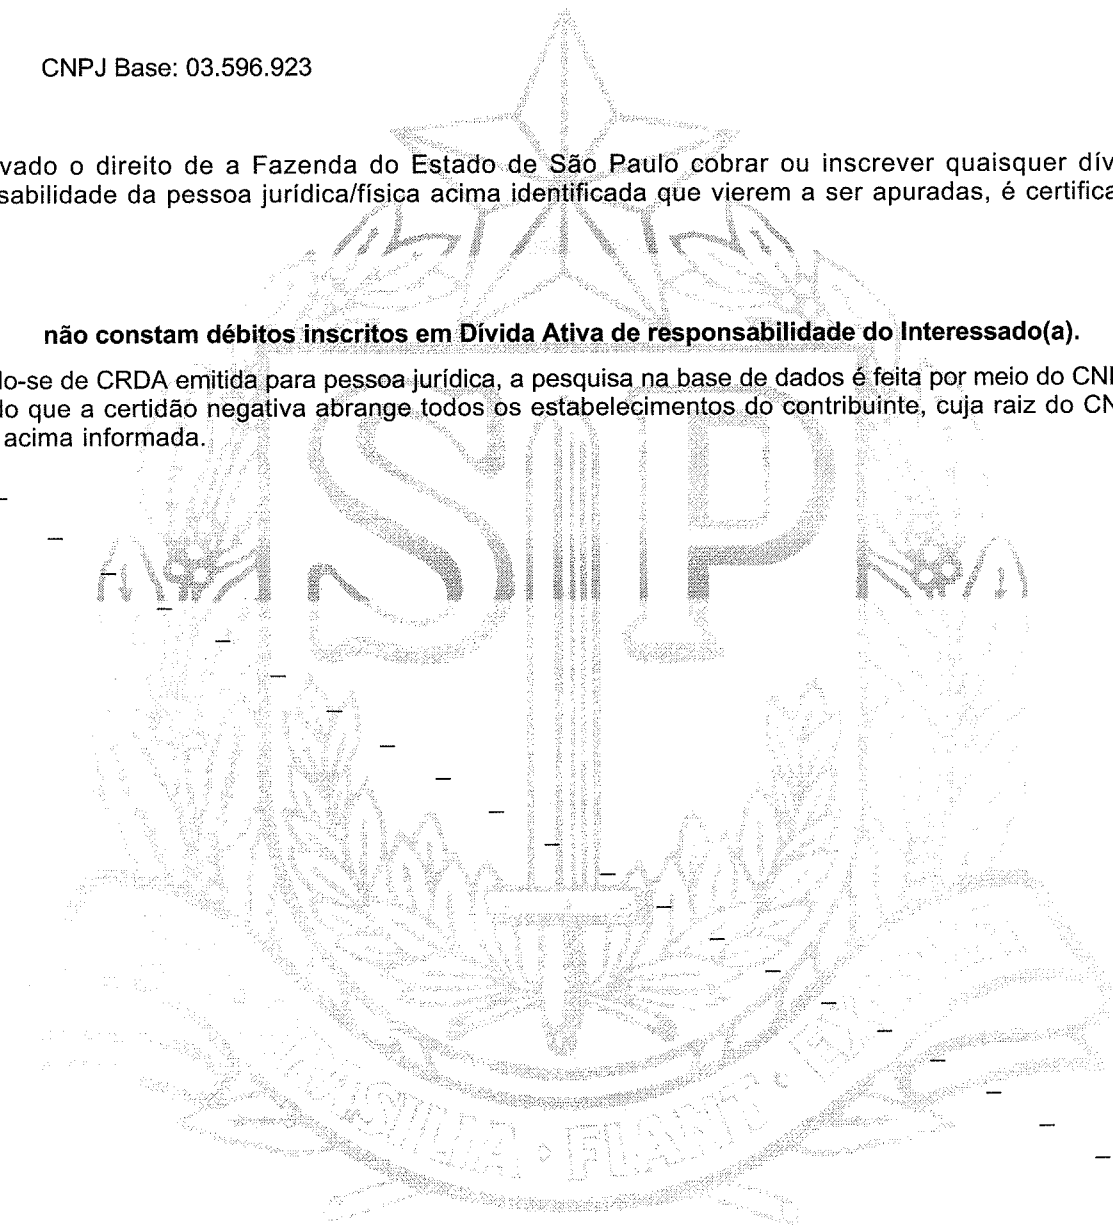 CNPJ Base: 03.596.923
vado o direito de a Fazenda do Estado de São Paulo cobrar ou inscrever quaisquer dív
sabilidade da pessoa jurídica/física acima identificada que vierem a ser apuradas, é certifica
não constam débitos inscritos em Dívida Ativa de responsabilidade do Interessado(a).
lo-se de CRDA emitida para pessoa jurídica, a pesquisa na base de dados é feita por meio do CN
lo que a certidão negativa abrange todos os estabelecimentos do contribuinte, cuja raiz do CN
acima informada.
SP
FIANT